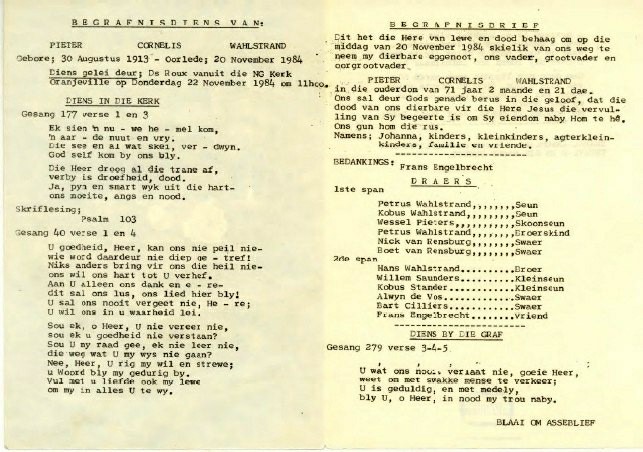 BEGRAFNISDIENS VAN:
PIETER CORNELIS WAHLSTRAND
Gebore; 30 Augustus 1913 - Oorlede; 20 November 1984
Diens gelei deur; Ds Roux vanuit die NG Kerk
Oranjeville op Donderdag 22 November 1984 om 11hoo.
DIENS IN DIE KERK
Gesang 177 verse 1 en 3
Ek sien 'n nu - we he - mel kom,
'n aar - de nuut en vry.
Die see en al wat skei, ver - dwyn.
God self kom by ons bly.
Die Heer droog al die trane af,
verby is droefheid, dood.
Ja, pyn en smart wyk uit die hart-
ons moeite, angs en nood.
Skriflesing;
Psalm 103
Gesang 40 verse 1 en 4
U goedheid, Heer, kan ons nie peil nie-
wie word daardeur nie diep ge - tref!
Niks anders bring vir ons die heil nie-
ons wil ons hart tot U verhef.
Aan U alleen ons dank en e - re-
dit sal ons lus, ons lied hier bly!
U sal ons nooit vergeet nie, He - re;
U wil ons in u waarheid lei.
Sou ek, o Heer, U nie vereer nie,
sou ek u goedheid nie verstaan?
Sou U my raad gee, ek nie leer nie,
die weg wat U my wys nie gaan?
Nee, Heer, U rig my wil en strewe;
u Woord bly my gedurig by.
Vul met u liefde ook my lewe
om my in alles U te wy.
BEGRAFNISBRIEF
Dit het die Here van lewe en dood behaag om op die
middag van 20 November 1984 skielik van ons weg te
neem my dierbare eggenoot, ons vader, grootvader en
oorgrootvader.
PIETER CORNELIS WAHLSTRAND
in die ouderdom van 71 jaar 2 maande en 21 dae.
Ons sal deur Gods genade berus in die geloof, dat die
dood van ons dierbare vir die Here Jesus die vervul-
ling van Sy begeerte is om Sy eiendom naby Hom te hê.
Ons gun hom die rus.
Namens; Johanna, kinders, kleinkinders, agterklein-
kinders, familie en vriende.
BEDANKINGS: Frans Engelbrecht
DRAERS
1ste span
Petrus Wahlstrand,,,,,,,,Seun
Kobus Wahlstrand,,,,,,,,Seun
Wessel Pieters,,,,,,,,Skoonseun
Petrus Wahlstrand,,,,,,,,Broerskind
Nick van Rensburg,,,,,,,,Swaer
Boet van Rensburg,,,,,,,,Swaer
2de span
Hans Wahlstrand..........Broer
Willem Saunders..........Kleinseun
Kobus Stander..........Kleinseun
Alwyn de Vos..........Swaer
Bart Cilliers..........Swaer
Frans Engelbrecht..........Vriend
DIENS BY DIE GRAF
Gesang 279 verse 3-4-5
U wat ons nooit verlaat nie, goeie Heer,
weet om met swakke mense te verkeer;
U is geduldig, en met medely,
bly U, o Heer, in nood my trou naby.
BLAAI OM ASSEBLIEF